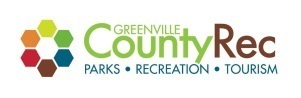 GREENVILLE
CountyRec
PARKS • RECREATION • TOURISM